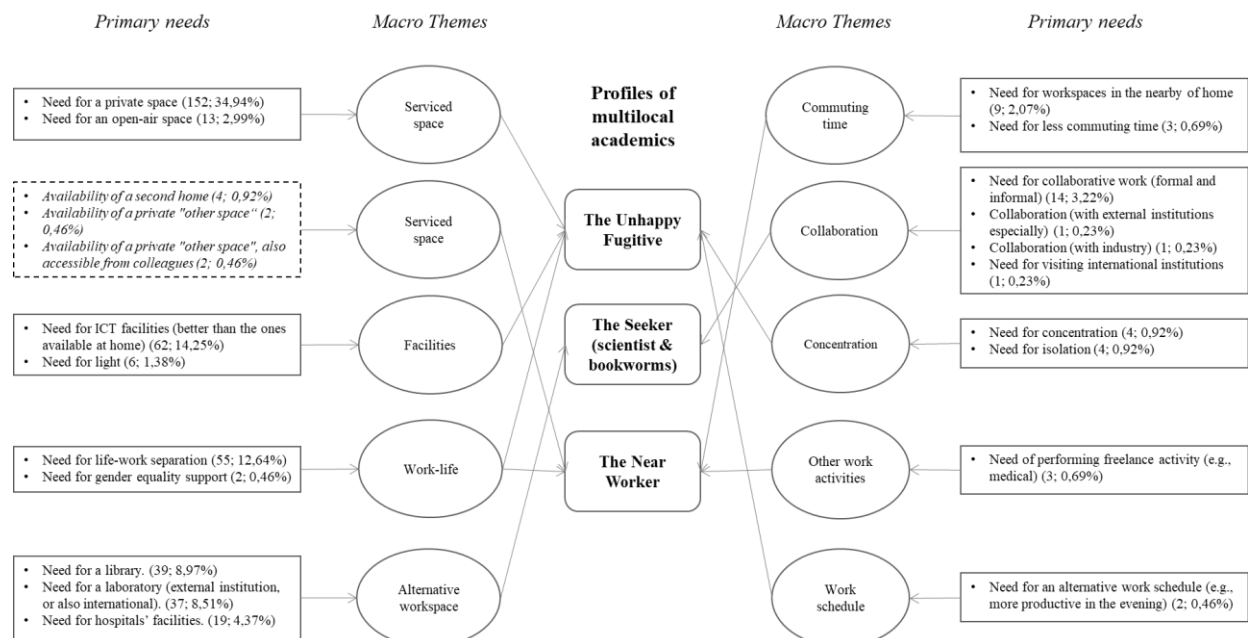 Primary needs
Macro Themes
Macro Themes
Primary needs
Profiles of
multilocal
academics
• Need for a private space (152; 34,94%)
• Need for an open-air space (13; 2,99%)
Serviced
space
• Availability of a second home (4; 0,92%)
• Availability of a private "other space“ (2;
0,46%)
• Availability of a private "other space", also
accessible from colleagues (2; 0,46%)
Serviced
space
• Need for ICT facilities (better than the ones
available at home) (62; 14,25%)
• Need for light (6; 1,38%)
Facilities
• Need for life-work separation (55; 12,64%)
• Need for gender equality support (2; 0,46%)
Work-life
• Need for a library. (39; 8,97%)
• Need for a laboratory (external institution,
or also international). (37; 8,51%)
• Need for hospitals’ facilities. (19; 4,37%)
Alternative
workspace
The Unhappy
Fugitive
The Seeker
(scientist &
bookworms)
The Near
Worker
Commuting
time
• Need for workspaces in the nearby of home
(9; 2,07%)
• Need for less commuting time (3; 0,69%)
Collaboration
• Need for collaborative work (formal and
informal) (14; 3,22%)
• Collaboration (with external institutions
especially) (1; 0,23%)
• Collaboration (with industry) (1; 0,23%)
• Need for visiting international institutions
(1; 0,23%)
Concentration
• Need for concentration (4; 0,92%)
• Need for isolation (4; 0,92%)
Other work
activities
• Need of performing freelance activity (e.g.,
medical) (3; 0,69%)
Work
schedule
• Need for an alternative work schedule (e.g.,
more productive in the evening) (2; 0,46%)